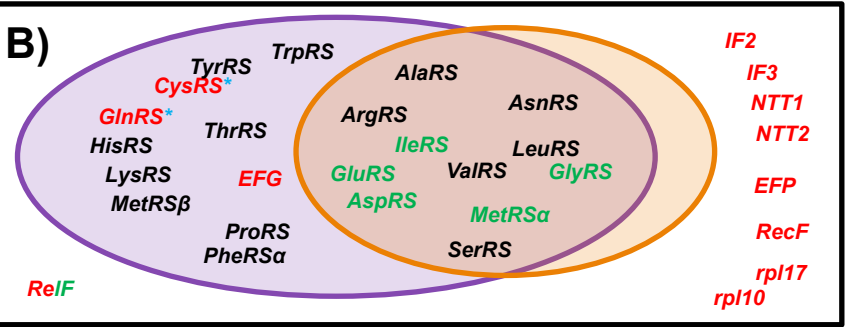 B)
TyrRS
TrpRS
CysRS*
GlnRS*
HisRS
ThrRS
LysRS
EFG
MetRSβ
ProRS
PheRSα
AlaRS
ArgRS
AsnRS
IleRS
LeuRS
GluRS
ValRS
GlyRS
AspRS
MetRSα
SerRS
IF2
IF3
NTT1
NTT2
EFP
RecF
rpl17
rpl10
RelF